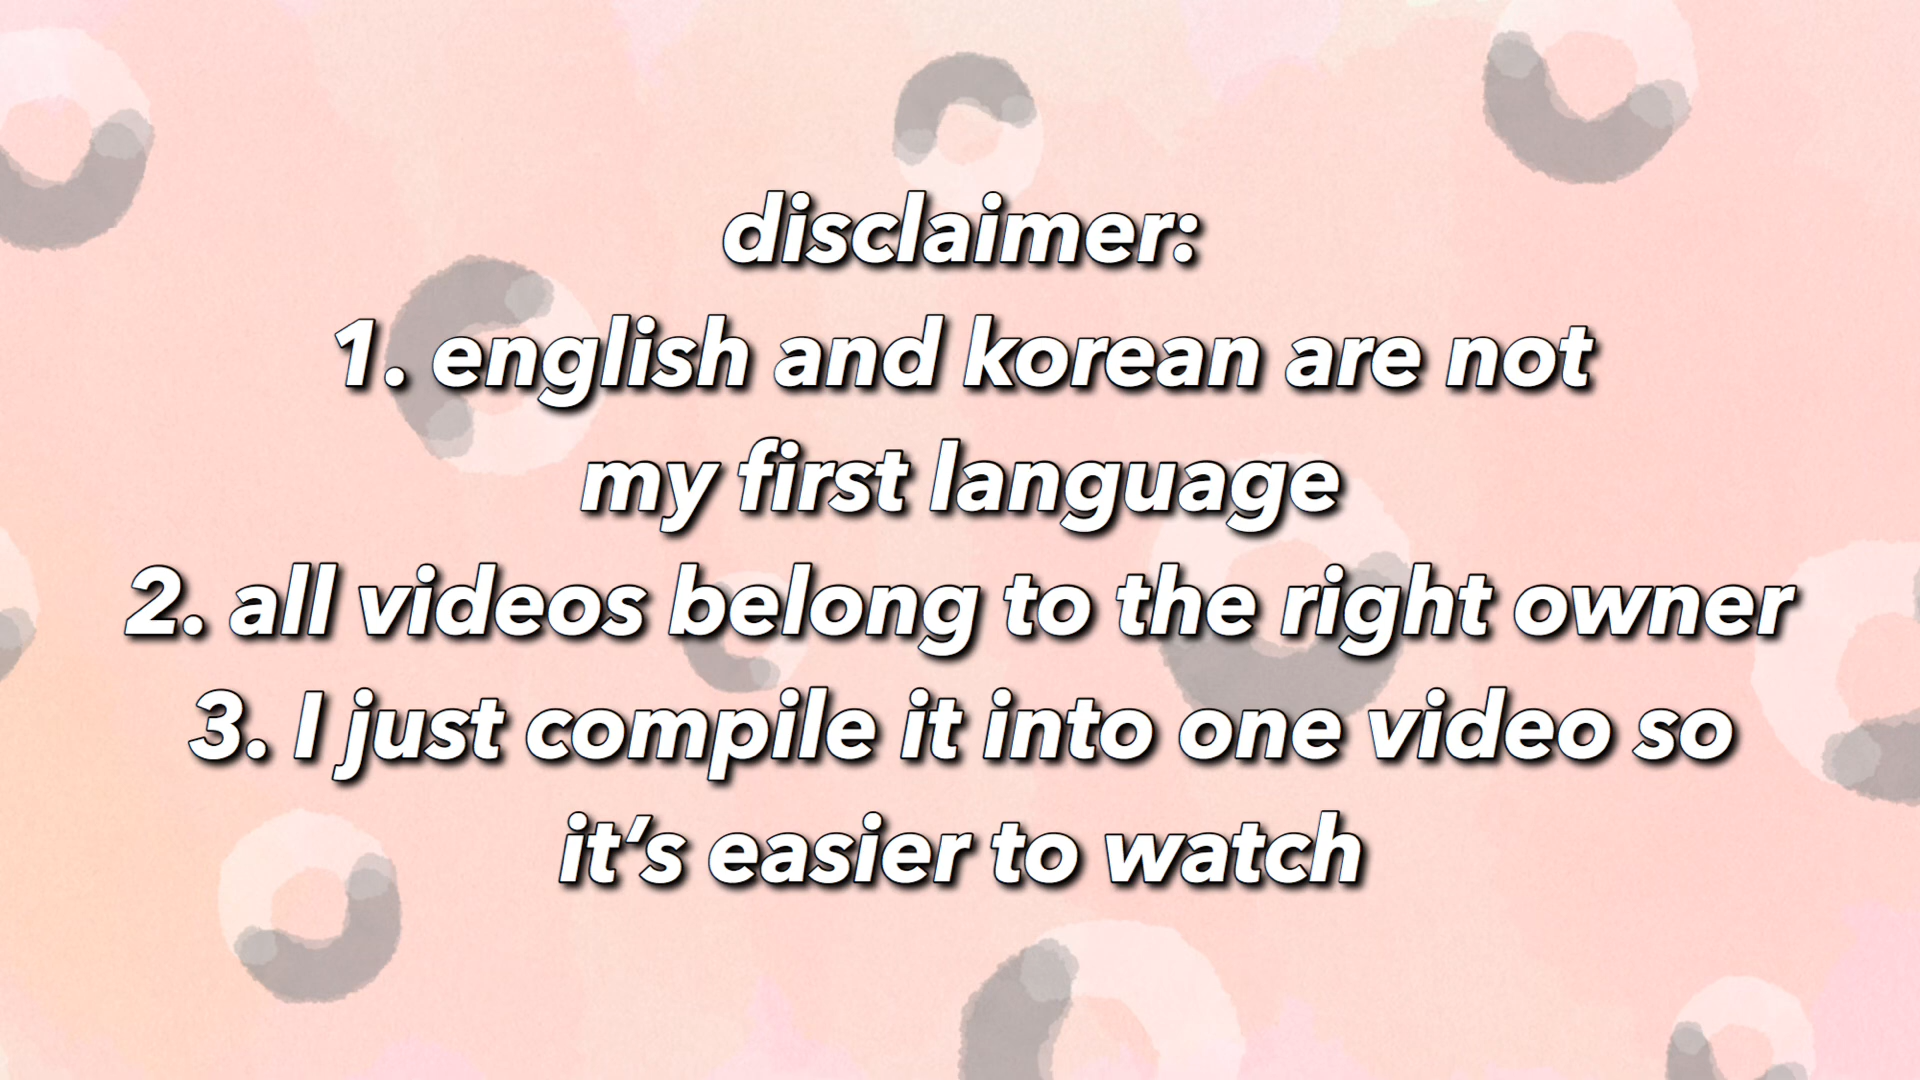 disclaimer:
1. english and korean are not
my first language
2. all videos belong to the right owner
3. I just compile it into one video so
it’s easier to watch